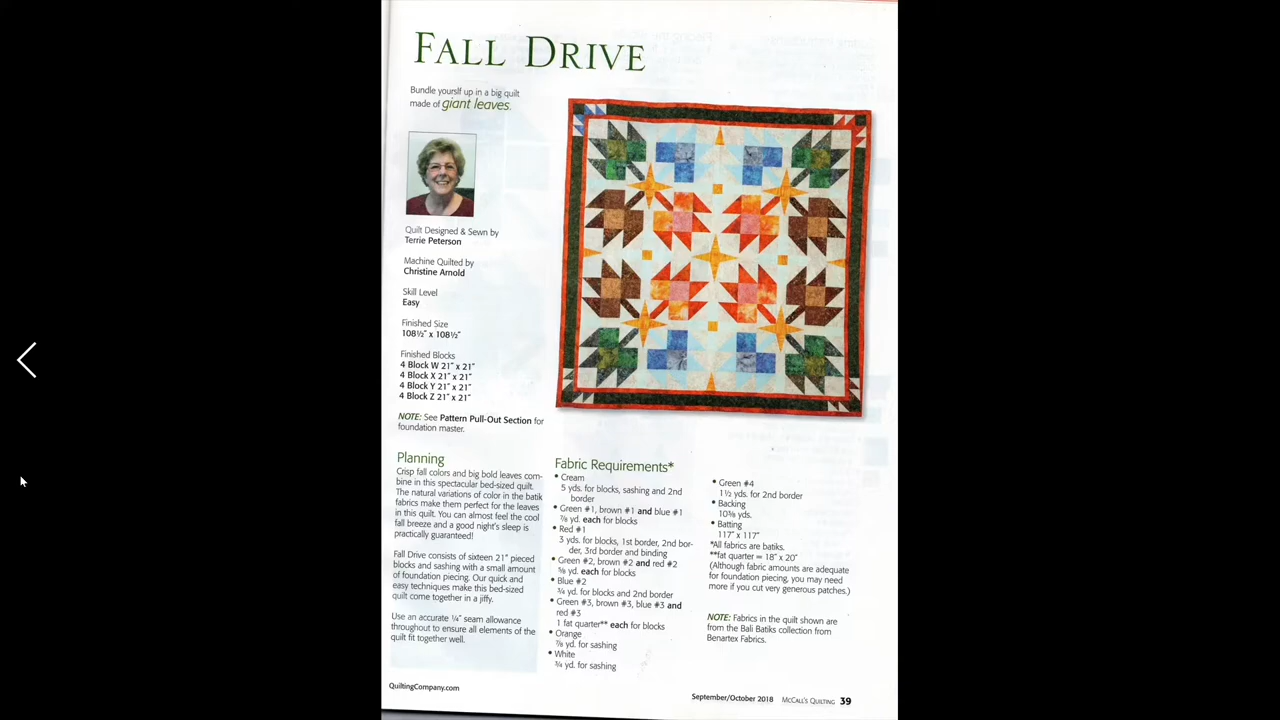 FALL DRIVE
Bundle yourslf up in a big quilt
made of giant leaves.
Quilt Designed & Sewn by
Terrie Peterson
Machine Quilted by
Christine Arnold
Skill Level
Easy
Finished Size
108½" x 108½"
Finished Blocks
4 Block W 21" x 21"
4 Block X 21" x 21"
4 Block Y 21" x 21"
4 Block Z 21" x 21"
NOTE: See Pattern Pull-Out Section for
foundation master.
Planning
Crisp fall colors and big bold leaves com-
bine in this spectacular bed-sized quilt.
The natural variations of color in the batik
fabrics make them perfect for the leaves
in this quilt. You can almost feel the cool
fall breeze and a good night's sleep is
practically guaranteed!
Fall Drive consists of sixteen 21" pieced
blocks and sashing with a small amount
of foundation piecing. Our quick and
easy techniques make this bed-sized
quilt come together in a jiffy.
Use an accurate ¼" seam allowance
throughout to ensure all elements of the
quilt fit together well.
Fabric Requirements*
• Cream
5 yds. for blocks, sashing and 2nd
border
• Green #1, brown #1 and blue #1
⅞ yd. each for blocks
• Red #1
3 yds. for blocks, 1st border, 2nd bor-
der, 3rd border and binding
• Green #2, brown #2 and red #2
⅝ yd. each for blocks
• Blue #2
¾ yd. for blocks and 2nd border
• Green #3, brown #3, blue #3 and
red #3
1 fat quarter** each for blocks
• Orange
⅞ yd. for sashing
• White
¾ yd. for sashing
• Green #4
1½ yds. for 2nd border
• Backing
10⅜ yds.
• Batting
117" x 117"
*All fabrics are batiks.
**fat quarter = 18" x 20"
(Although fabric amounts are adequate
for foundation piecing, you may need
more if you cut very generous patches.)
NOTE: Fabrics in the quilt shown are
from the Bali Batiks collection from
Benartex Fabrics.
QuiltingCompany.com
September/October 2018 MCCALL'S QUILTING 39